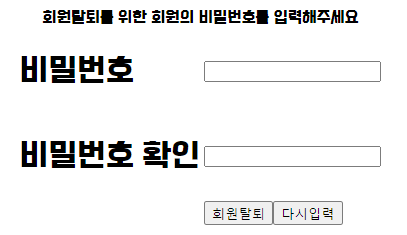 회원탈퇴를 위한 회원의 비밀번호를 입력해주세요
비밀번호
비밀번호 확인
회원탈퇴 다시입력